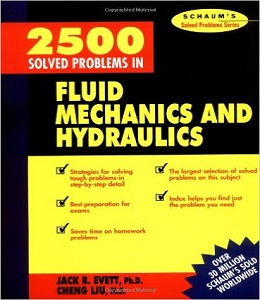 SCHAUM'S
Solved Problems Series
2500
SOLVED PROBLEMS IN
FLUID
MECHANICS AND
HYDRAULICS
Strategies for solving
tough problems-in
step-by-step detail
Best preparation for
exams
Saves time on homework
problems
The largest selection of solved
problems on this subject
Index helps you find just
the problem you need
JACK B. EVETT, Ph.D.
CHENG LIU,
OVER
30 MILLION
SCHAUM'S SOLD
WORLDWIDE